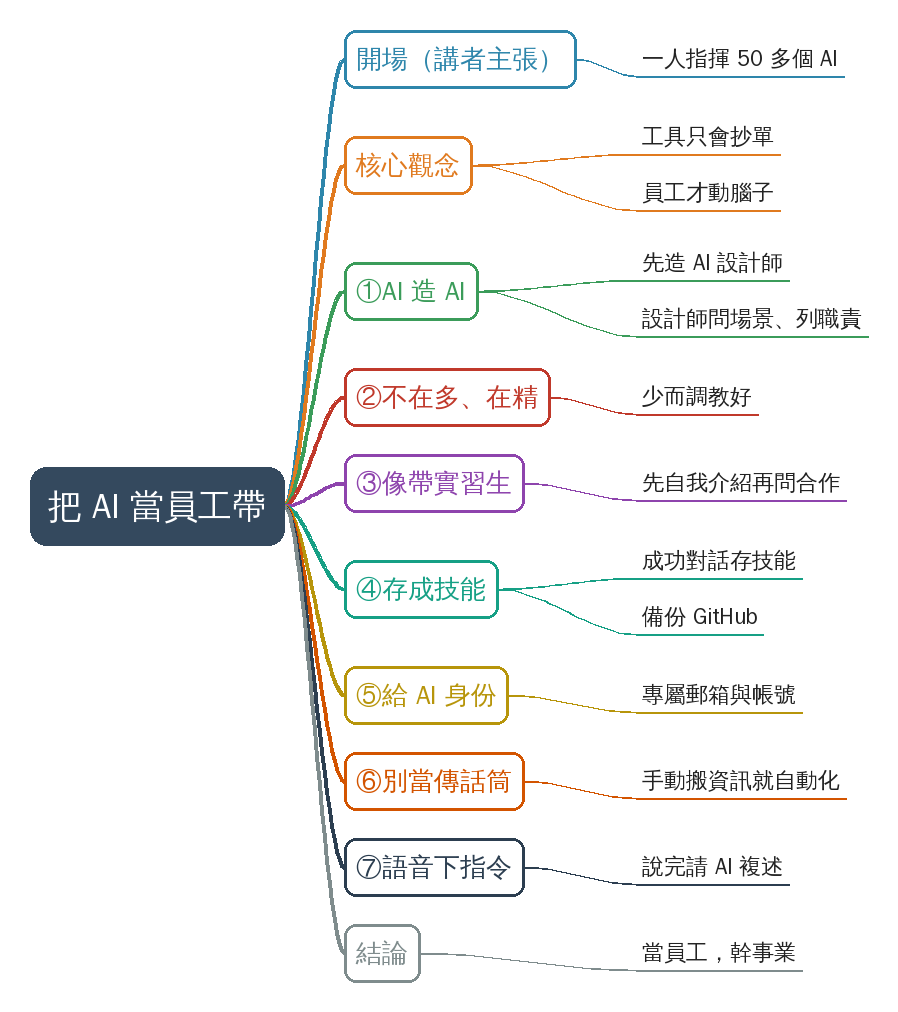 把 AI 當員工帶
開場（講者主張）
一人指揮 50 多個 AI
核心觀念
工具只會抄單
員工才動腦子
①AI 造 AI
先造 AI 設計師
設計師問場景、列職責
②不在多、在精
少而調教好
③像帶實習生
先自我介紹再問合作
④存成技能
成功對話存技能
備份 GitHub
⑤給 AI 身份
專屬郵箱與帳號
⑥別當傳話筒
手動搬資訊就自動化
⑦語音下指令
說完請 AI 複述
結論
當員工，幹事業